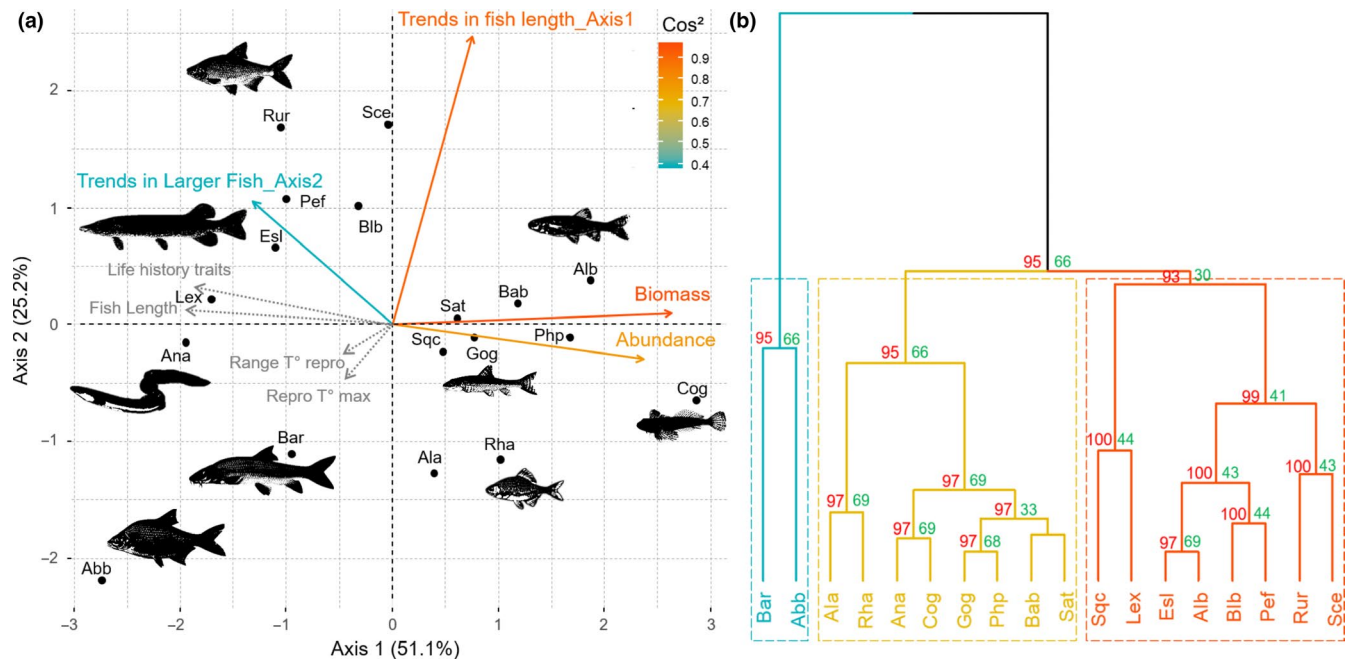 (a)
Trends in fish length_Axis1
Cos²
0.9
0.8
0.7
0.6
0.5
0.4
2
1
0
−1
−2
Axis 2 (25.2%)
Rur
Sce
Trends in Larger Fish_Axis2
Pef
Blb
Esl
Life history traits
Lex
Fish Length
Alb
Bab
Biomass
Sat
Ana
Range T° repro
Repro T° max
Sqc
Gog
Php
Abundance
Cog
Bar
Ala
Rha
Abb
−3
−2
−1
0
1
2
3
Axis 1 (51.1%)
(b)
95 66
93 30
95 66
95 66
99 41
100 44
100 43
100 43
97 69
97 69
97 33
100 44
97 69
97 68
97 69
Bar
Abb
Ala
Rha
Ana
Cog
Gog
Php
Bab
Sat
Sqc
Lex
Esl
Alb
Blb
Pef
Rur
Sce